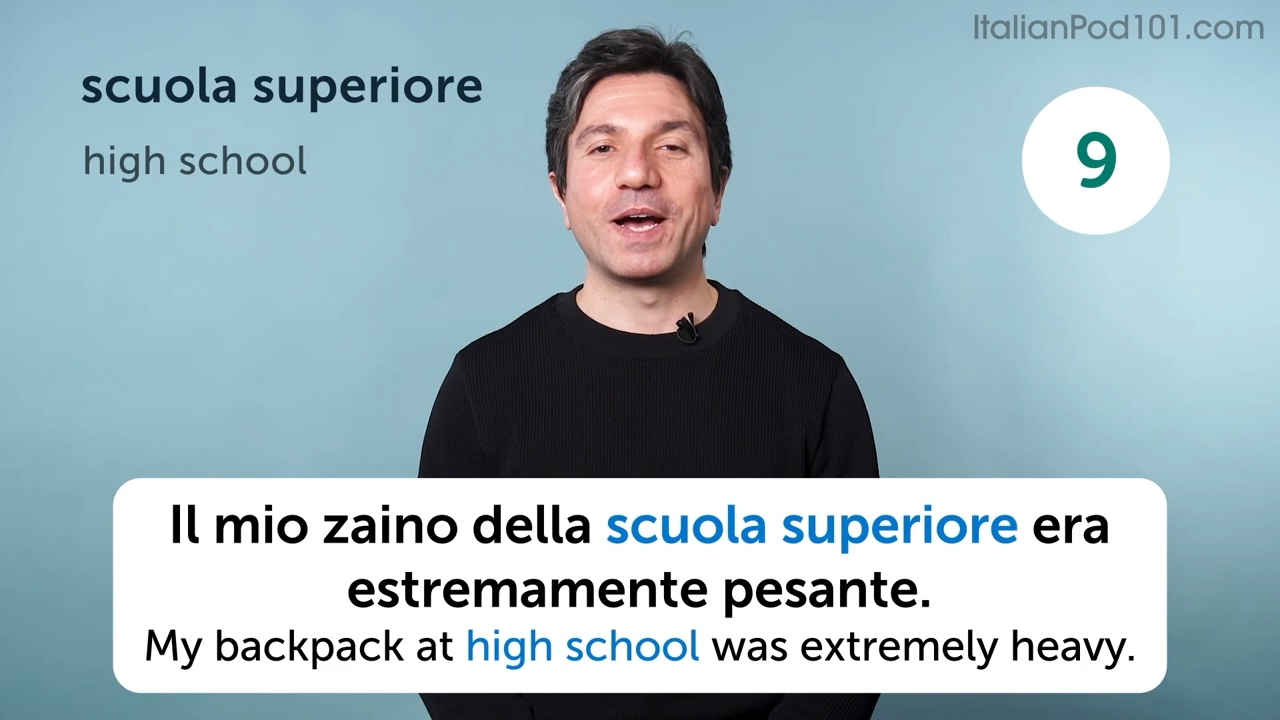 ItalianPod101.com
scuola superiore
high school
9
Il mio zaino della scuola superiore era
estremamente pesante.
My backpack at high school was extremely heavy.